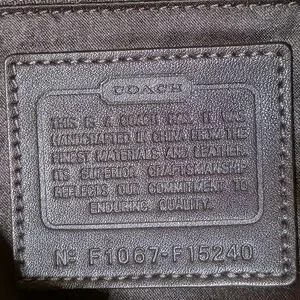 COACH
THIS IS A COACH BAG. IT WAS
HANDCRAFTED IN CHINA FROM THE
FINEST MATERIALS AND LEATHER.
ITS SUPERIOR CRAFTSMANSHIP
REFLECTS OUR COMMITMENT TO
ENDURING QUALITY.
Nº F1067-F15240